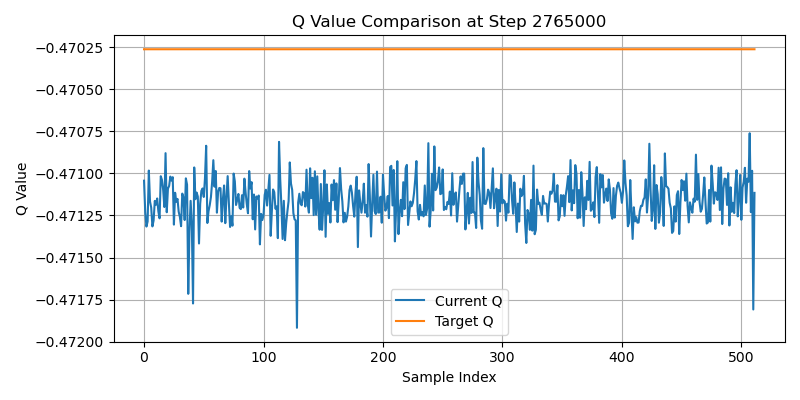 Q Value Comparison at Step 2765000
Q Value
−0.47025
−0.47050
−0.47075
−0.47100
−0.47125
−0.47150
−0.47175
−0.47200
Current Q
Target Q
0 100 200 300 400 500
Sample Index